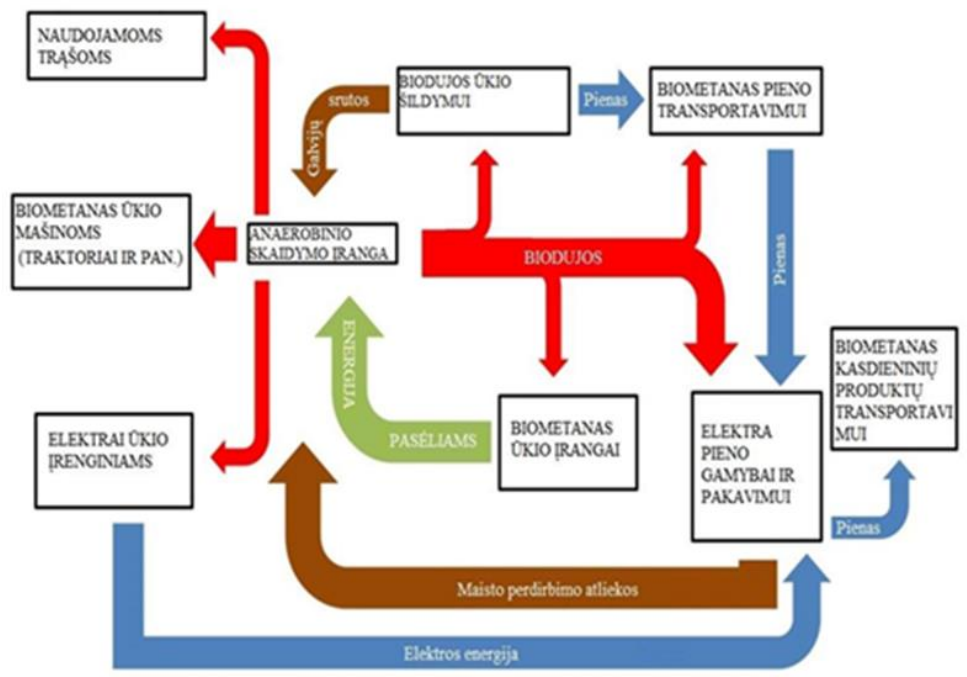 NAUDOJAMOMS
TRĄŠOMS
BIODUJOS ŪKIO
ŠILDYMUI
BIOMETANAS PIENO
TRANSPORTAVIMUI
srutos
Galvijų
Pienas
BIOMETANAS ŪKIO
MAŠINOMS
(TRAKTORIAI IR PAN.)
ANAEROBINIO
SKAIDYMO ĮRANGA
BIODUJOS
Pienas
ENERGIJA
PASĖLIAMS
BIOMETANAS
ŪKIO ĮRANGAI
BIOMETANAS
KASDIENINIŲ
PRODUKTŲ
TRANSPORTAVI
MUI
ELEKTRAI ŪKIO
ĮRENGINIAMS
ELEKTRA
PIENO
GAMYBAI IR
PAKAVIMUI
Pienas
Maisto perdirbimo atliekos
Elektros energija